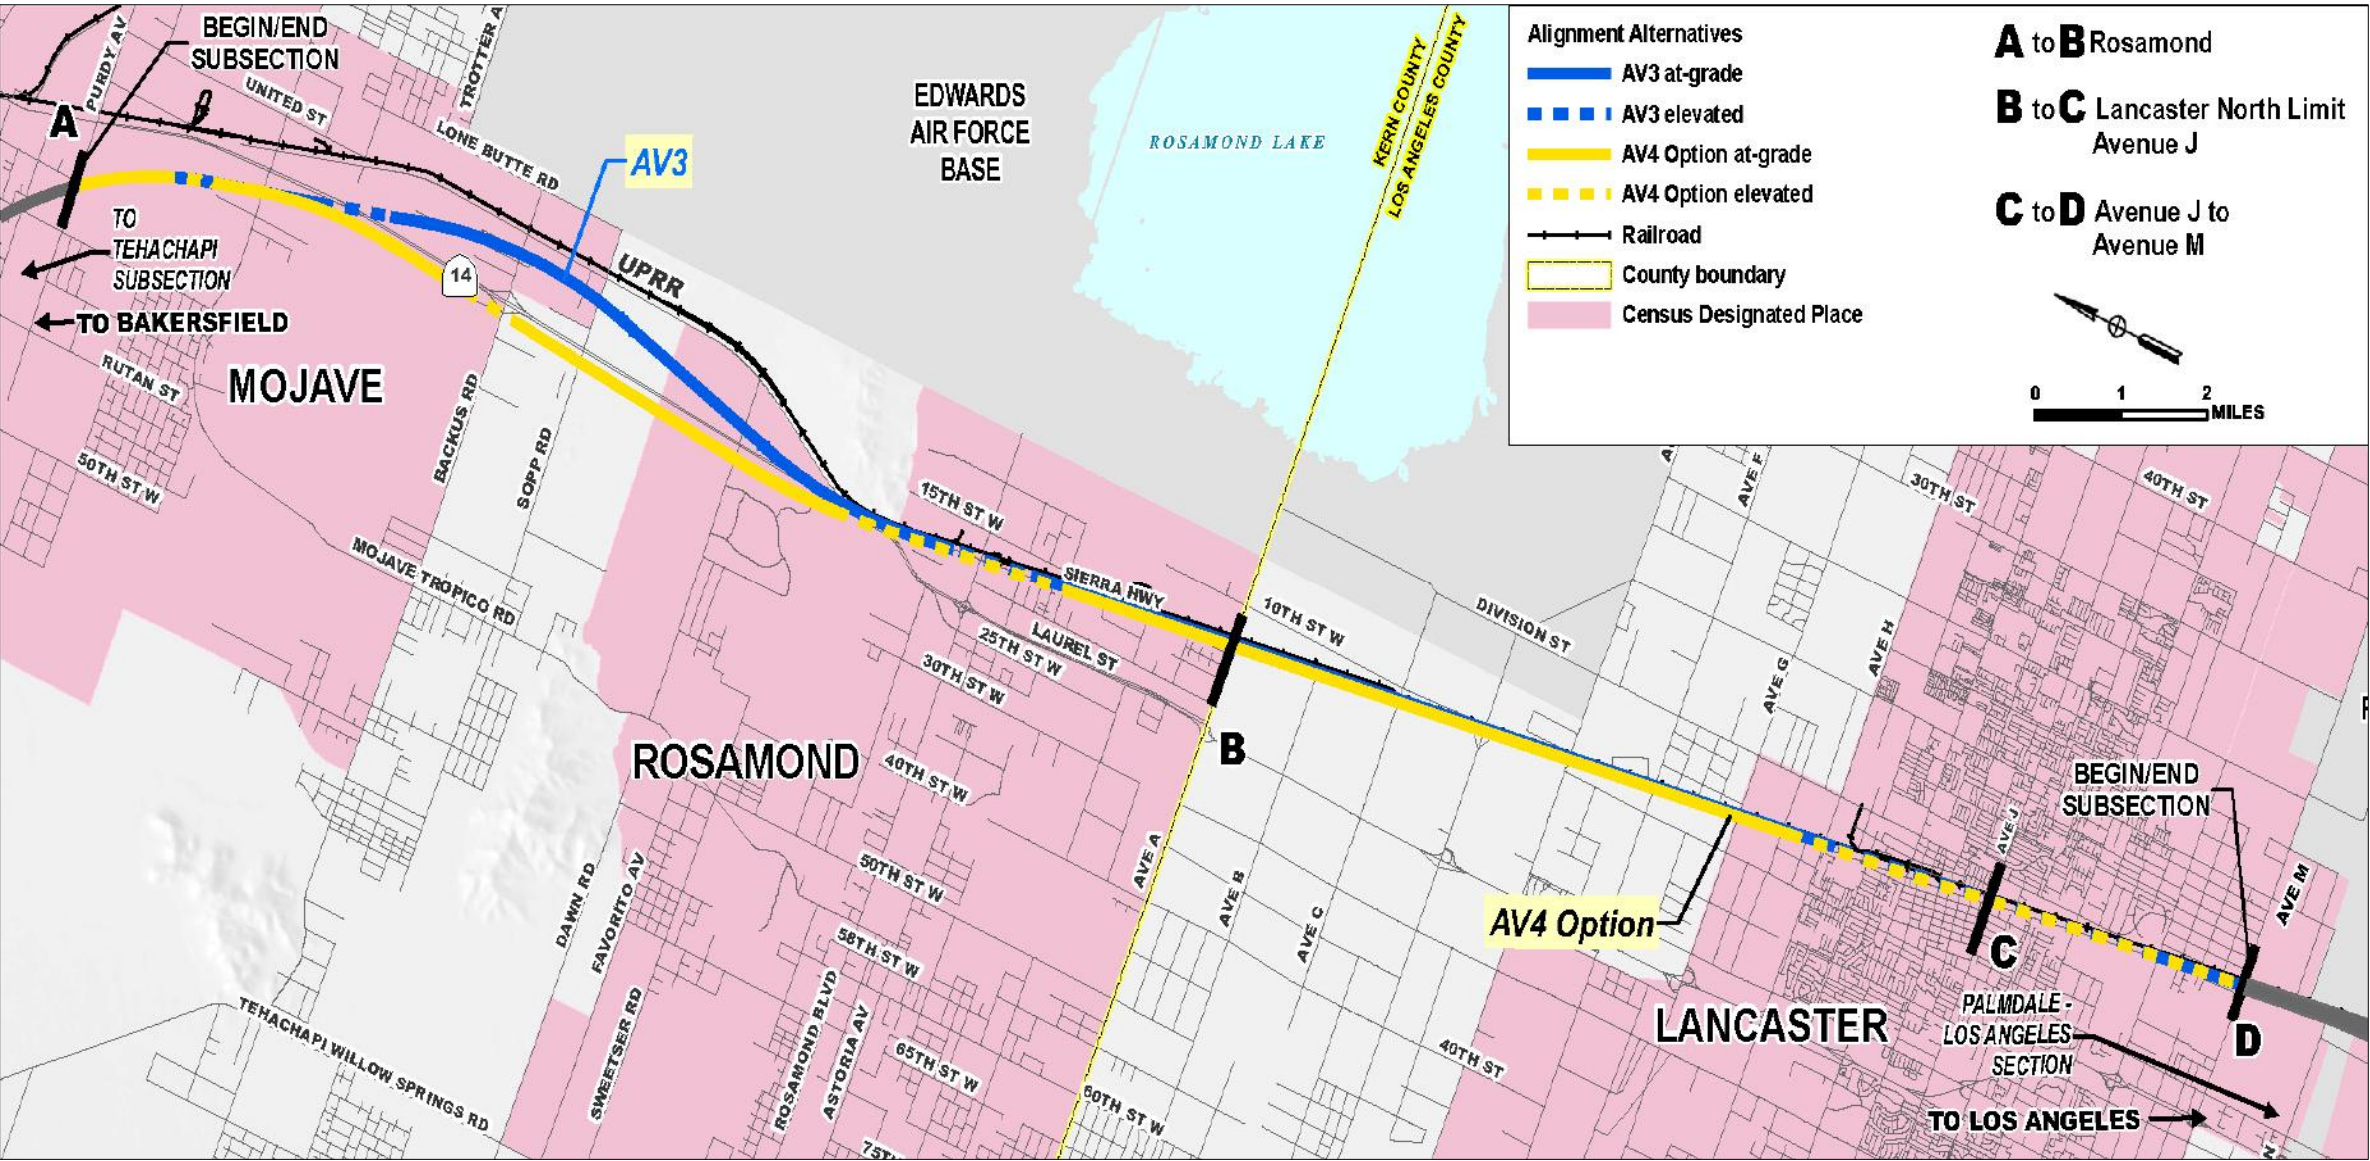 BEGIN/END
SUBSECTION
PURDY AV
UNITED ST
TROTTER A
LONE BUTTE RD
A
AV3
TO
TEHACHAPI
SUBSECTION
TO BAKERSFIELD
14
UPRR
MOJAVE
RUTAN ST
50TH ST W
BACKUS RD
SOPP RD
MOJAVE TROPICO RD
EDWARDS
AIR FORCE
BASE
ROSAMOND LAKE
KERN COUNTY
LOS ANGELES COUNTY
Alignment Alternatives
AV3 at-grade
AV3 elevated
AV4 Option at-grade
AV4 Option elevated
Railroad
County boundary
Census Designated Place
A to B Rosamond
B to C Lancaster North Limit
Avenue J
C to D Avenue J to
Avenue M
0 1 2
MILES
15TH ST W
SIERRA HWY
LAUREL ST
25TH ST W
30TH ST W
10TH ST W
DIVISION ST
AVE F
AVE G
AVE H
30TH ST
40TH ST
ROSAMOND
40TH ST W
B
50TH ST W
58TH ST W
65TH ST W
75T
60TH ST W
DAWN RD
FAVORITO AV
SWEETSER RD
ROSAMOND BLVD
ASTORIA AV
TEHACHAPI WILLOW SPRINGS RD
AVE A
AVE B
AVE C
AV4 Option
40TH ST
LANCASTER
AVE J
C
BEGIN/END
SUBSECTION
AVE M
D
PALMDALE -
LOS ANGELES
SECTION
TO LOS ANGELES